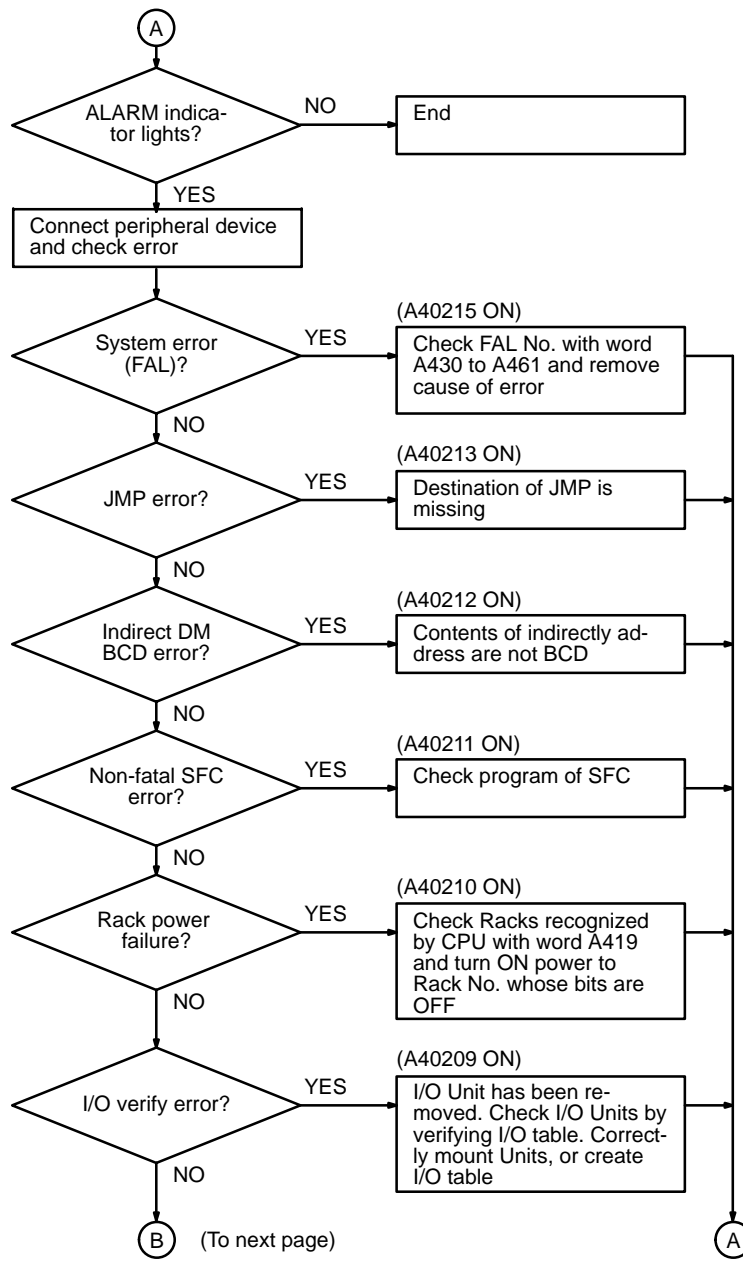 A
ALARM indica-
tor lights?
NO
End
YES
Connect peripheral device
and check error
(A40215 ON)
System error
(FAL)?
YES
Check FAL No. with word
A430 to A461 and remove
cause of error
NO
(A40213 ON)
JMP error?
YES
Destination of JMP is
missing
NO
(A40212 ON)
Indirect DM
BCD error?
YES
Contents of indirectly ad-
dress are not BCD
NO
(A40211 ON)
Non-fatal SFC
error?
YES
Check program of SFC
NO
(A40210 ON)
Rack power
failure?
YES
Check Racks recognized
by CPU with word A419
and turn ON power to
Rack No. whose bits are
OFF
NO
(A40209 ON)
I/O verify error?
YES
I/O Unit has been re-
moved. Check I/O Units by
verifying I/O table. Correct-
ly mount Units, or create
I/O table
NO
B
(To next page)
A